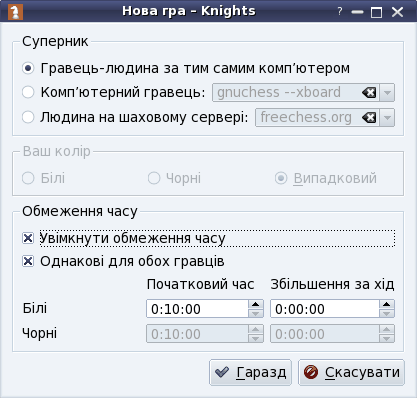 Нова гра – Knights
Суперник
Гравець-людина за тим самим комп’ютером
Комп’ютерний гравець: gnuchess --xboard
Людина на шаховому сервері: freechess.org
Ваш колір
Білі Чорні Випадковий
Обмеження часу
Увімкнути обмеження часу
Однакові для обох гравців
Початковий час Збільшення за хід
Білі 0:10:00 0:00:00
Чорні 0:10:00 0:00:00
Гаразд Скасувати